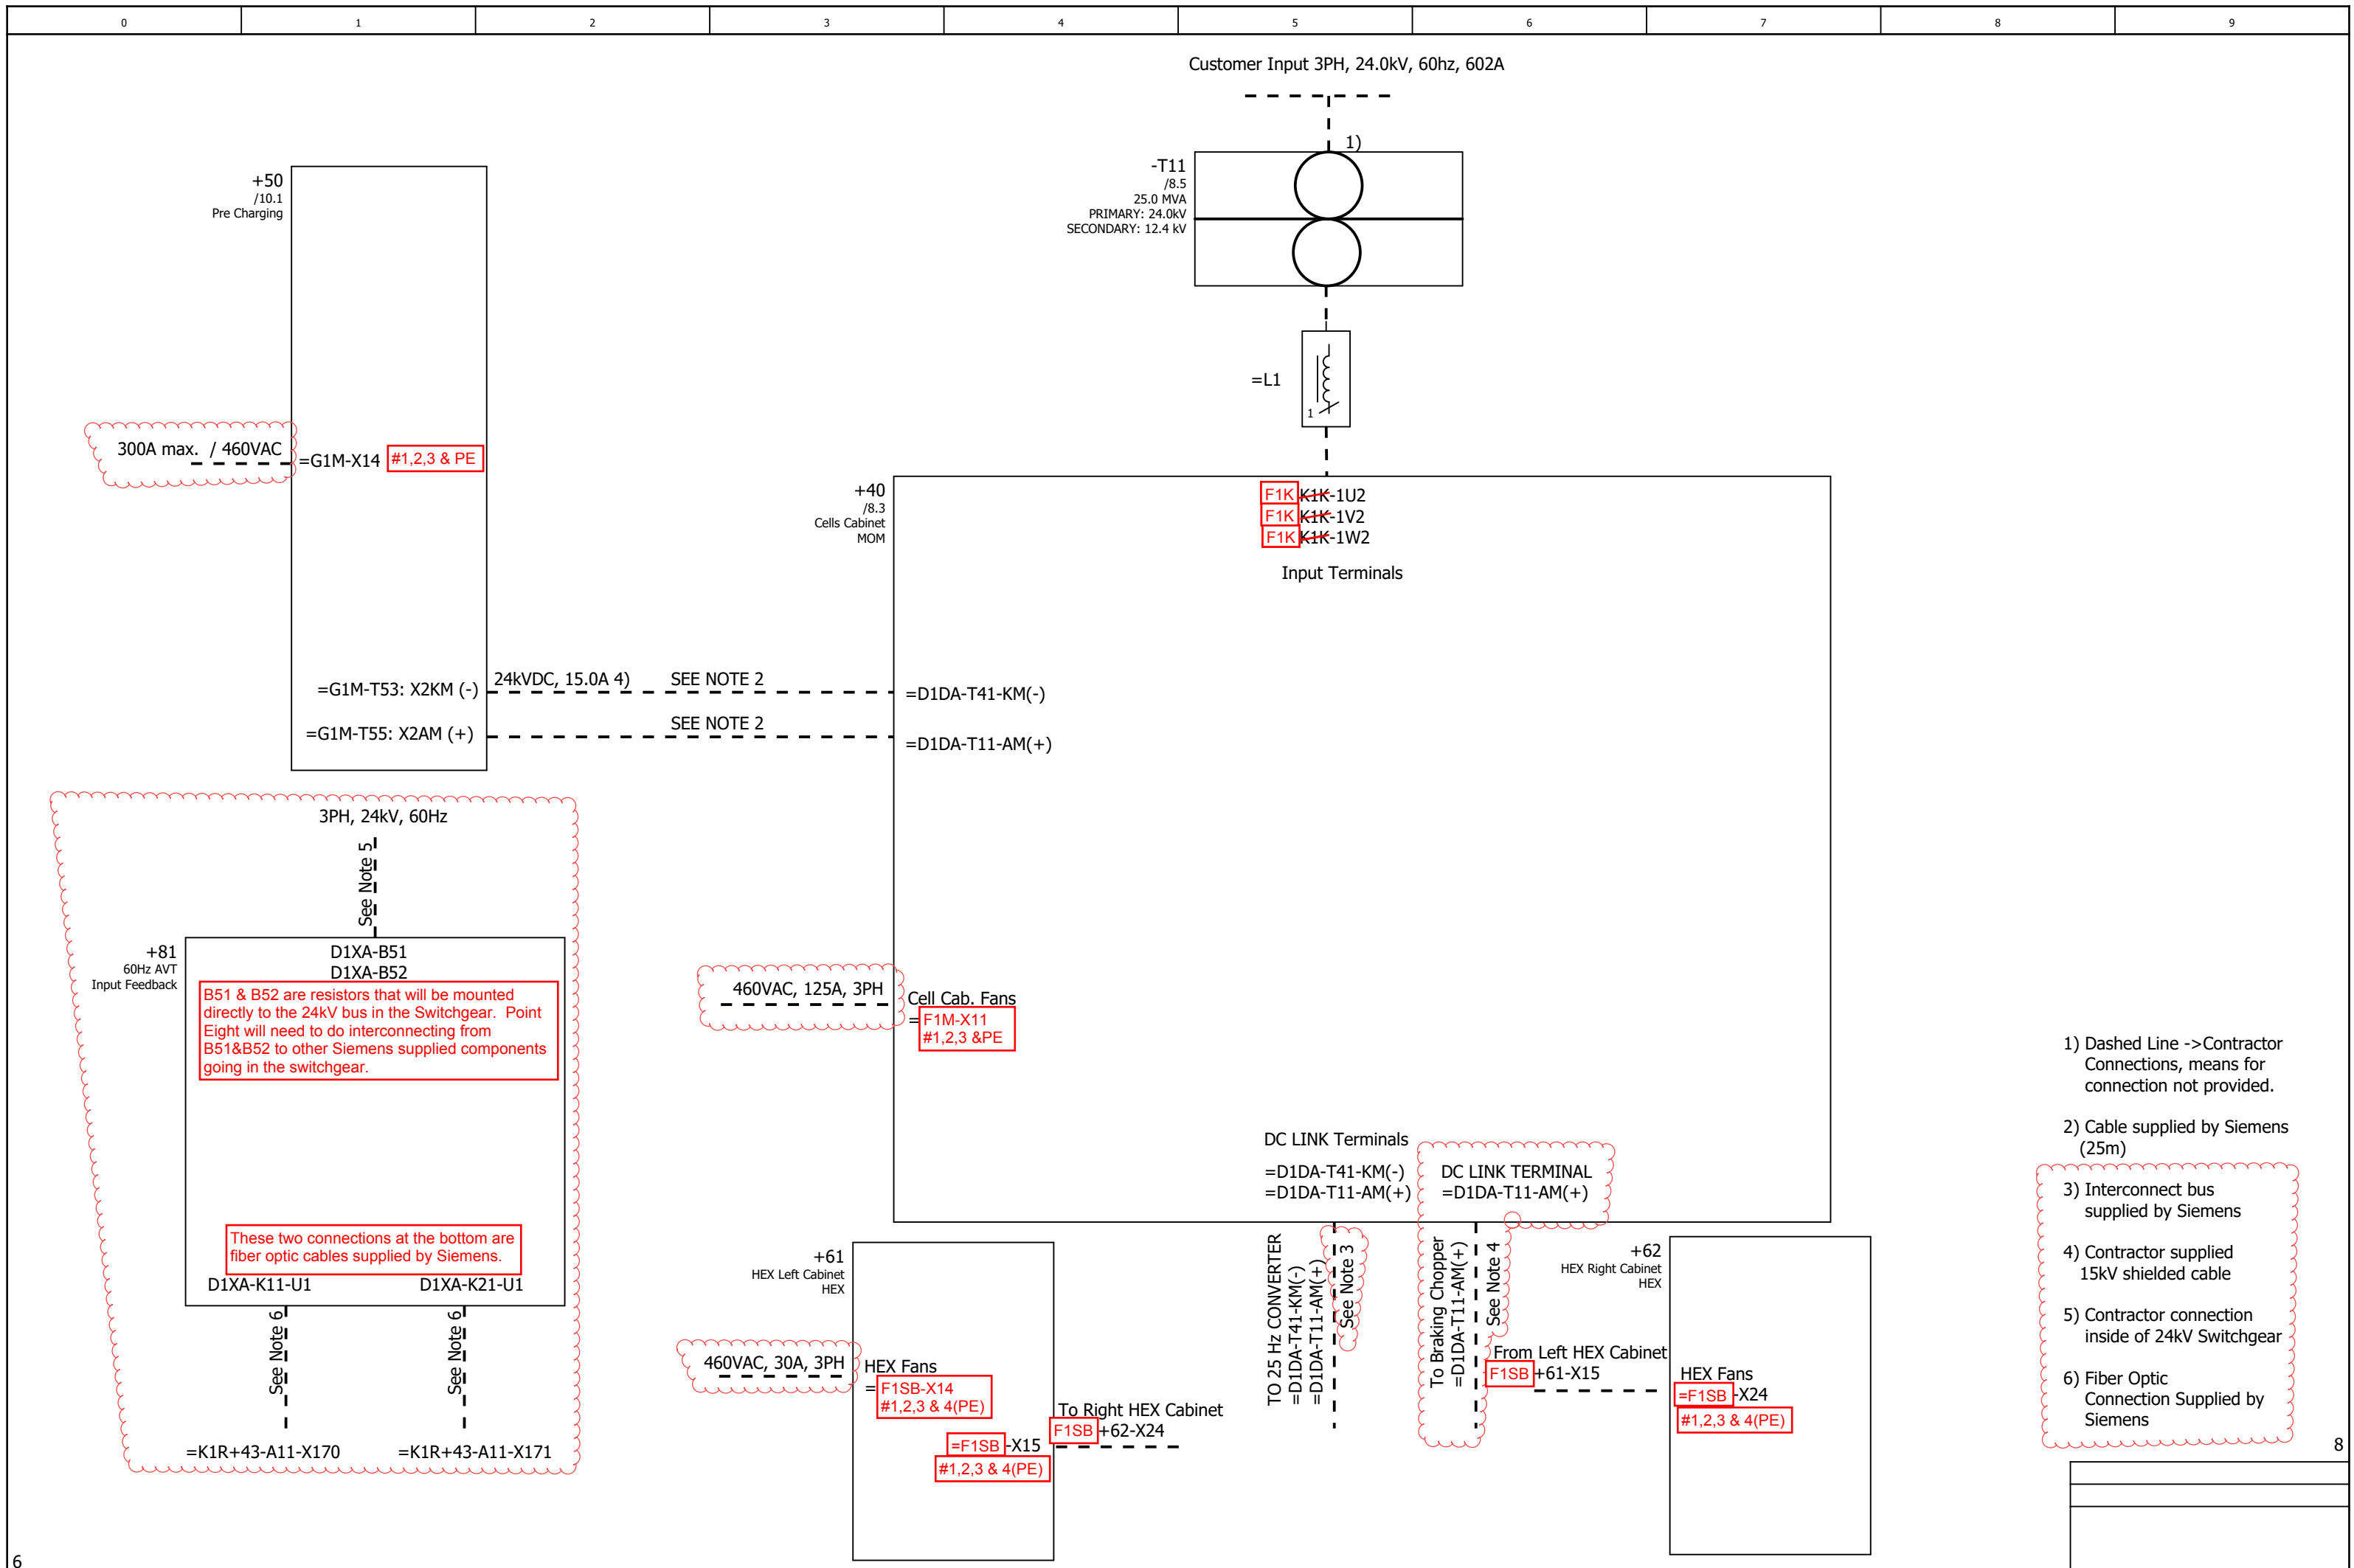 0 1 2 3 4 5 6 7 8 9
Customer Input 3PH, 24.0kV, 60hz, 602A
1)
-T11
/8.5
25.0 MVA
PRIMARY: 24.0kV
SECONDARY: 12.4 kV
=L1
1
+50
/10.1
Pre Charging
300A max. / 460VAC
=G1M-X14
#1,2,3 & PE
=G1M-T53: X2KM (-)
24kVDC, 15.0A 4)
SEE NOTE 2
=G1M-T55: X2AM (+)
SEE NOTE 2
+40
/8.3
Cells Cabinet
MOM
F1K K1K-1U2
F1K K1K-1V2
F1K K1K-1W2
Input Terminals
=D1DA-T41-KM(-)
=D1DA-T11-AM(+)
3PH, 24kV, 60Hz
See Note 5
+81
60Hz AVT
Input Feedback
D1XA-B51
D1XA-B52
B51 & B52 are resistors that will be mounted
directly to the 24kV bus in the Switchgear. Point
Eight will need to do interconnecting from
B51&B52 to other Siemens supplied components
going in the switchgear.
These two connections at the bottom are
fiber optic cables supplied by Siemens.
D1XA-K11-U1
D1XA-K21-U1
See Note 6
See Note 6
=K1R+43-A11-X170
=K1R+43-A11-X171
460VAC, 125A, 3PH
Cell Cab. Fans
= F1M-X11
#1,2,3 &PE
DC LINK Terminals
=D1DA-T41-KM(-)
=D1DA-T11-AM(+)
DC LINK TERMINAL
=D1DA-T11-AM(+)
TO 25 Hz CONVERTER
=D1DA-T41-KM(-)
=D1DA-T11-AM(+)
See Note 3
To Braking Chopper
=D1DA-T11-AM(+)
See Note 4
+61
HEX Left Cabinet
HEX
460VAC, 30A, 3PH
HEX Fans
= F1SB-X14
#1,2,3 & 4(PE)
=F1SB -X15
#1,2,3 & 4(PE)
To Right HEX Cabinet
F1SB +62-X24
+62
HEX Right Cabinet
HEX
From Left HEX Cabinet
F1SB +61-X15
HEX Fans
=F1SB -X24
#1,2,3 & 4(PE)
1) Dashed Line ->Contractor
Connections, means for
connection not provided.
2) Cable supplied by Siemens
(25m)
3) Interconnect bus
supplied by Siemens
4) Contractor supplied
15kV shielded cable
5) Contractor connection
inside of 24kV Switchgear
6) Fiber Optic
Connection Supplied by
Siemens
8
6